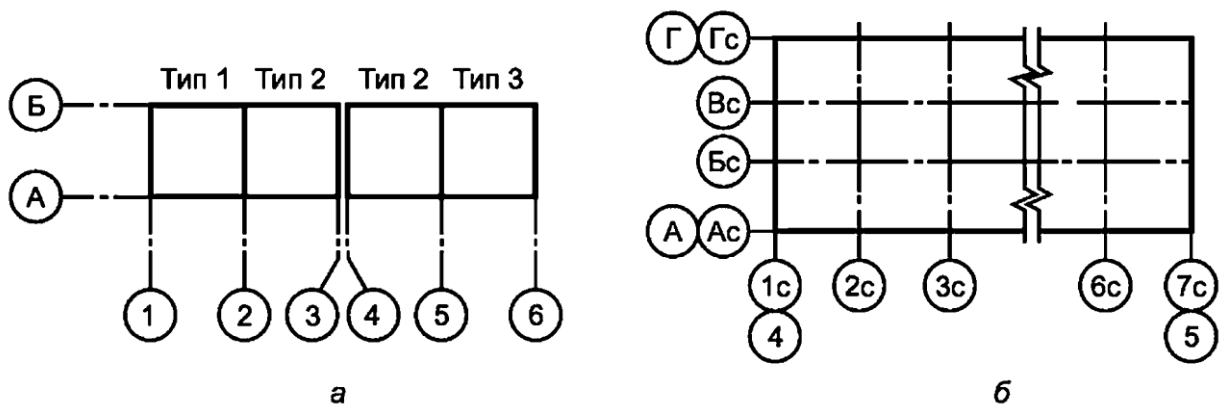 Тип 1 Тип 2 Тип 2 Тип 3
Б
А
1 2 3 4 5 6
а
Г Гс
Вс
Бс
А Ас
1с 2с 3с 6с 7с
4 5
б